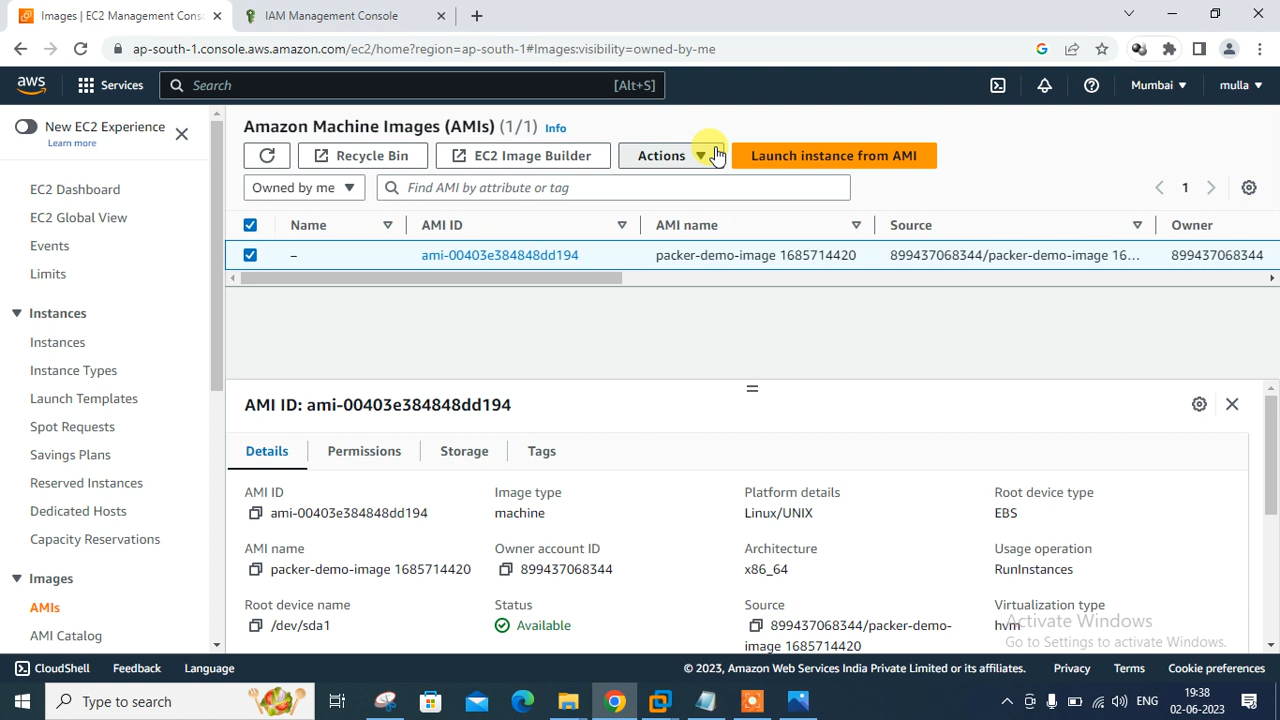 Images | EC2 Management Cons
IAM Management Console
ap-south-1.console.aws.amazon.com/ec2/home?region=ap-south-1#Images:visibility=owned-by-me
aws
Services
Search
[Alt+S]
Mumbai
mulla
New EC2 Experience
Learn more
EC2 Dashboard
EC2 Global View
Events
Limits
Instances
Instances
Instance Types
Launch Templates
Spot Requests
Savings Plans
Reserved Instances
Dedicated Hosts
Capacity Reservations
Images
AMIs
AMI Catalog
Amazon Machine Images (AMIs) (1/1) Info
Recycle Bin
EC2 Image Builder
Actions
Launch instance from AMI
Owned by me
Find AMI by attribute or tag
1
Name
AMI ID
AMI name
Source
Owner
–
ami-00403e384848dd194
packer-demo-image 1685714420
899437068344/packer-demo-image 16...
899437068344
AMI ID: ami-00403e384848dd194
Details
Permissions
Storage
Tags
AMI ID
ami-00403e384848dd194
Image type
machine
Platform details
Linux/UNIX
Root device type
EBS
AMI name
packer-demo-image 1685714420
Owner account ID
899437068344
Architecture
x86_64
Usage operation
RunInstances
Root device name
/dev/sda1
Status
Available
Source
899437068344/packer-demo-
image 1685714420
Virtualization type
hvm
Activate Windows
Go to Settings to activate Windows.
CloudShell
Feedback
Language
© 2023, Amazon Web Services India Private Limited or its affiliates.
Privacy
Terms
Cookie preferences
Type to search
ENG
19:38
02-06-2023